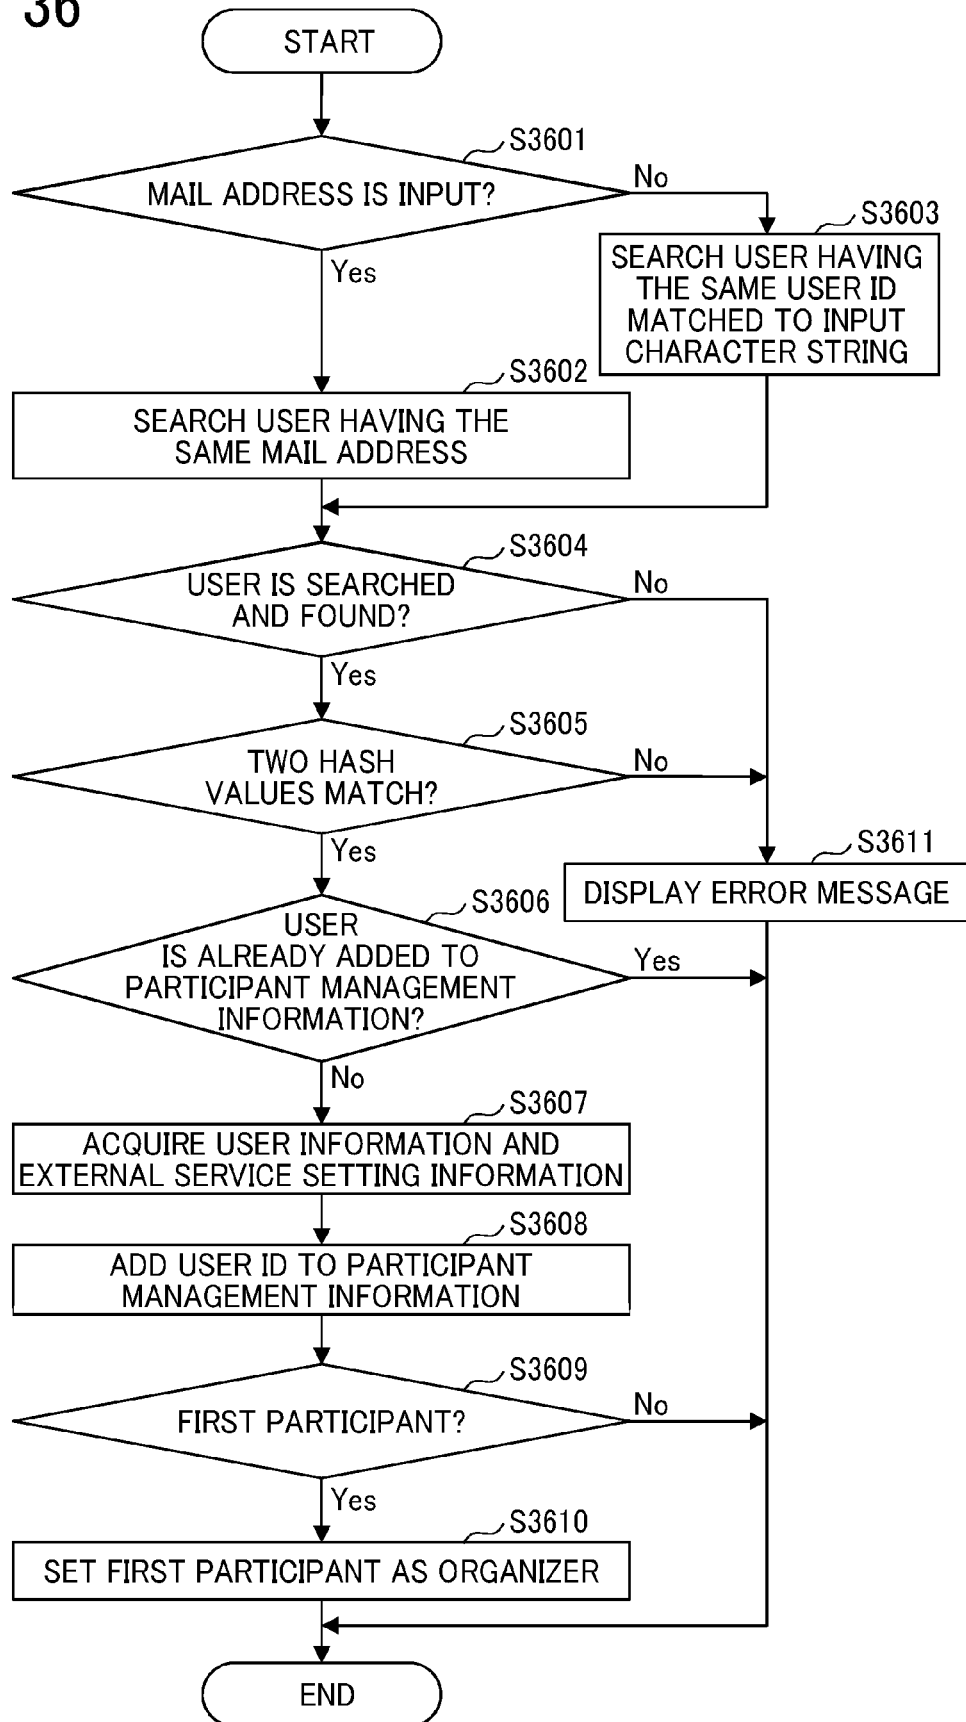 36
START
S3601
MAIL ADDRESS IS INPUT?
No
Yes
S3603
SEARCH USER HAVING
THE SAME USER ID
MATCHED TO INPUT
CHARACTER STRING
S3602
SEARCH USER HAVING THE
SAME MAIL ADDRESS
S3604
USER IS SEARCHED
AND FOUND?
No
Yes
S3605
TWO HASH
VALUES MATCH?
No
Yes
S3611
DISPLAY ERROR MESSAGE
S3606
USER
IS ALREADY ADDED TO
PARTICIPANT MANAGEMENT
INFORMATION?
Yes
No
S3607
ACQUIRE USER INFORMATION AND
EXTERNAL SERVICE SETTING INFORMATION
S3608
ADD USER ID TO PARTICIPANT
MANAGEMENT INFORMATION
S3609
FIRST PARTICIPANT?
No
Yes
S3610
SET FIRST PARTICIPANT AS ORGANIZER
END